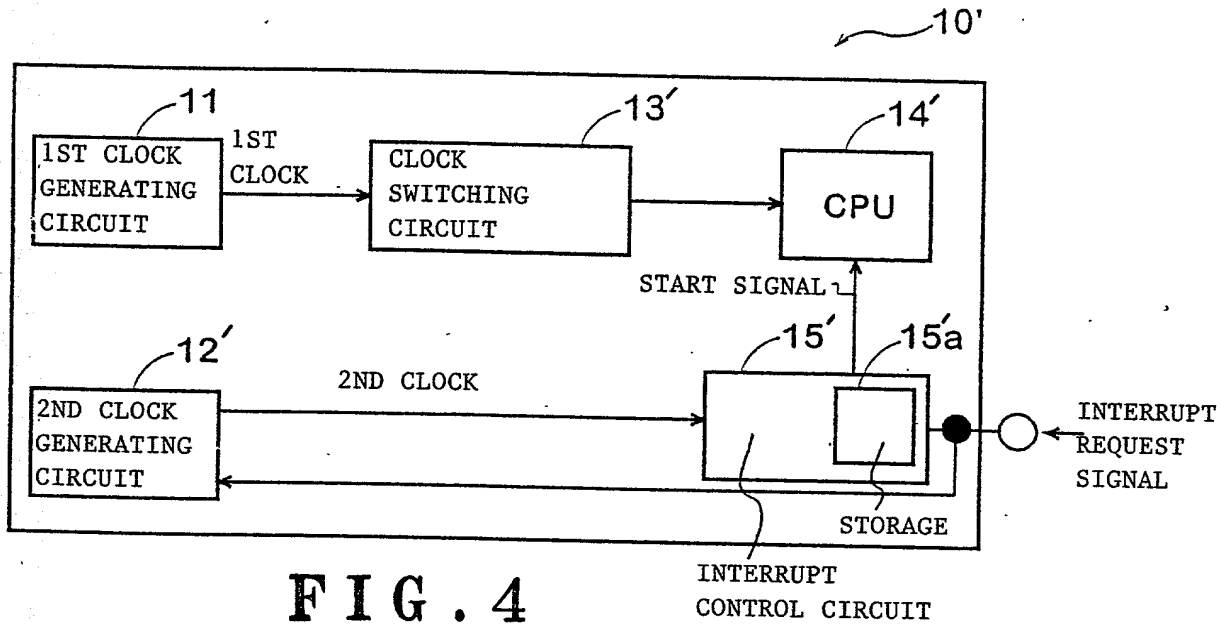 10'
11
13'
14'
1ST CLOCK
GENERATING
CIRCUIT
1ST
CLOCK
CLOCK
SWITCHING
CIRCUIT
CPU
START SIGNAL
12'
15'
15'a
2ND CLOCK
2ND CLOCK
GENERATING
CIRCUIT
INTERRUPT
REQUEST
SIGNAL
STORAGE
INTERRUPT
CONTROL CIRCUIT
FIG. 4